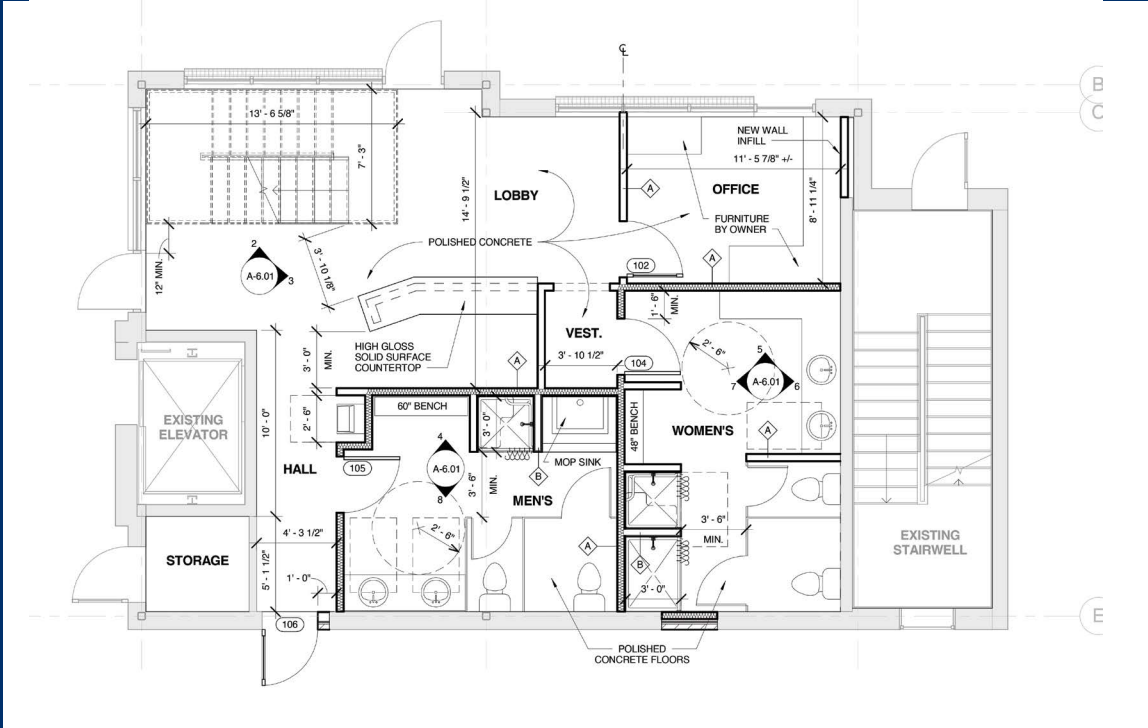 ℄
B
C
13' - 6 5/8"
7' - 3"
NEW WALL
INFILL
11' - 5 7/8" +/-
A
OFFICE
8' - 11 1/4"
LOBBY
14' - 9 1/2"
FURNITURE
BY OWNER
POLISHED CONCRETE
12" MIN.
2
A-6.01
3
3' - 10 1/8"
102
A
1' - 6"
MIN.
VEST.
3' - 10 1/2"
HIGH GLOSS
SOLID SURFACE
COUNTERTOP
A
3' - 0"
MIN.
104
2' - 6"
5
7
A-6.01
6
EXISTING
ELEVATOR
10' - 0"
2' - 6"
60" BENCH
3' - 0"
48" BENCH
WOMEN'S
A
MOP SINK
B
HALL
105
4
A-6.01
8
3' - 6"
MIN.
MEN'S
2' - 6"
3' - 6"
MIN.
EXISTING
STAIRWELL
STORAGE
4' - 3 1/2"
5' - 1 1/2"
1' - 0"
A
B
3' - 0"
106
E
POLISHED
CONCRETE FLOORS